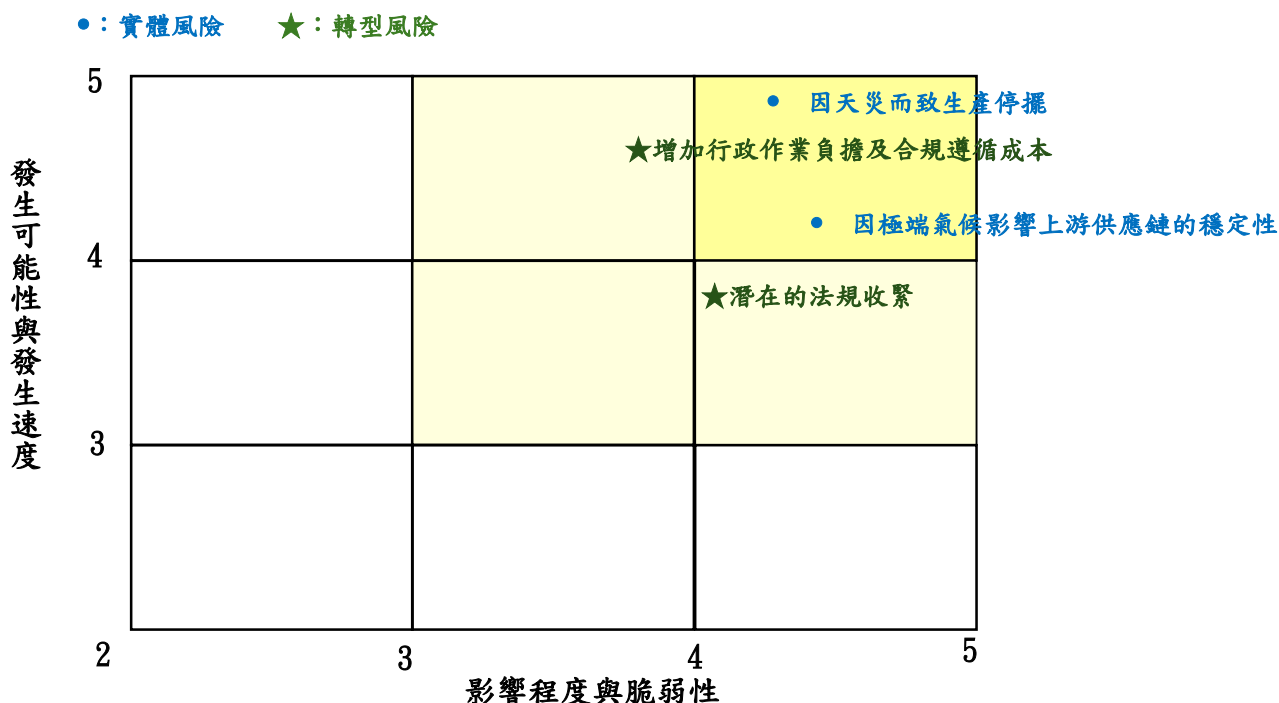 •：實體風險 ★：轉型風險
5
因天災而致生產停擺
★增加行政作業負擔及合規遵循成本
因極端氣候影響上游供應鏈的穩定性
4
★潛在的法規收緊
發生可能性與發生速度
3
2
3
4
5
影響程度與脆弱性